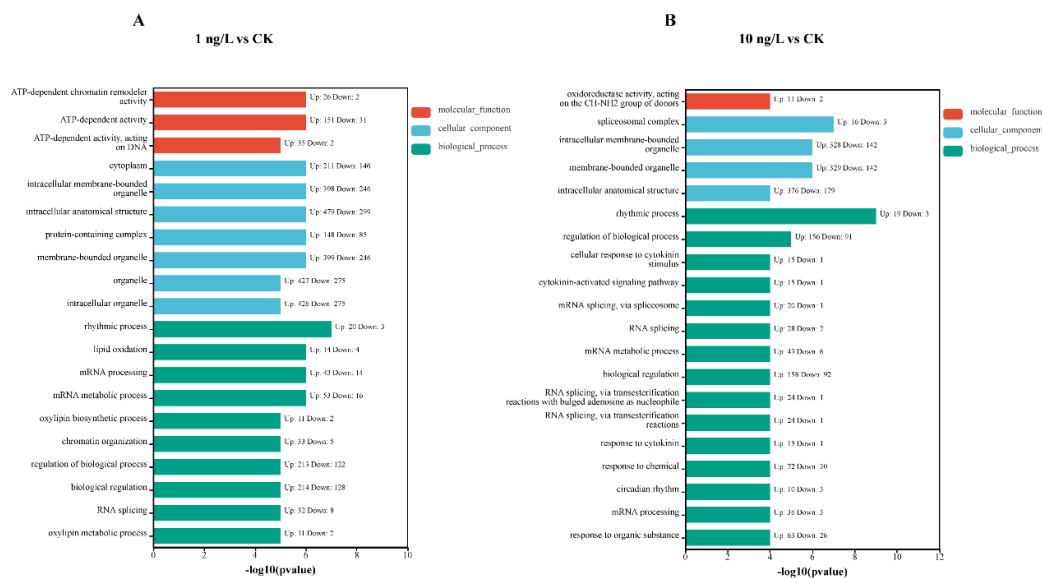 A
1 ng/L vs CK
ATP-dependent chromatin remodeler
activity
Up: 26 Down: 2
ATP-dependent activity
Up: 151 Down: 31
ATP-dependent activity, acting
on DNA
Up: 35 Down: 2
cytoplasm
Up: 211 Down: 146
intracellular membrane-bounded
organelle
Up: 398 Down: 246
intracellular anatomical structure
Up: 479 Down: 299
protein-containing complex
Up: 148 Down: 85
membrane-bounded organelle
Up: 399 Down: 246
organelle
Up: 427 Down: 275
intracellular organelle
Up: 426 Down: 275
rhythmic process
Up: 20 Down: 3
lipid oxidation
Up: 14 Down: 4
mRNA processing
Up: 43 Down: 14
mRNA metabolic process
Up: 53 Down: 16
oxylipin biosynthetic process
Up: 11 Down: 2
chromatin organization
Up: 33 Down: 5
regulation of biological process
Up: 213 Down: 122
biological regulation
Up: 214 Down: 128
RNA splicing
Up: 32 Down: 8
oxylipin metabolic process
Up: 11 Down: 2
0 2 4 6 8 10
-log10(pvalue)
molecular_function
cellular_component
biological_process
B
10 ng/L vs CK
oxidoreductase activity, acting
on the CH-NH2 group of donors
Up: 11 Down: 2
spliceosomal complex
Up: 16 Down: 3
intracellular membrane-bounded
organelle
Up: 328 Down: 142
membrane-bounded organelle
Up: 329 Down: 142
intracellular anatomical structure
Up: 376 Down: 179
rhythmic process
Up: 19 Down: 3
regulation of biological process
Up: 156 Down: 91
cellular response to cytokinin
stimulus
Up: 15 Down: 1
cytokinin-activated signaling pathway
Up: 15 Down: 1
mRNA splicing, via spliceosome
Up: 20 Down: 1
RNA splicing
Up: 28 Down: 2
mRNA metabolic process
Up: 43 Down: 6
biological regulation
Up: 158 Down: 92
RNA splicing, via transesterification
reactions with bulged adenosine as nucleophile
Up: 24 Down: 1
RNA splicing, via transesterification
reactions
Up: 24 Down: 1
response to cytokinin
Up: 15 Down: 1
response to chemical
Up: 72 Down: 30
circadian rhythm
Up: 10 Down: 3
mRNA processing
Up: 36 Down: 3
response to organic substance
Up: 63 Down: 26
0 2 4 6 8 10 12
-log10(pvalue)
molecular_function
cellular_component
biological_process